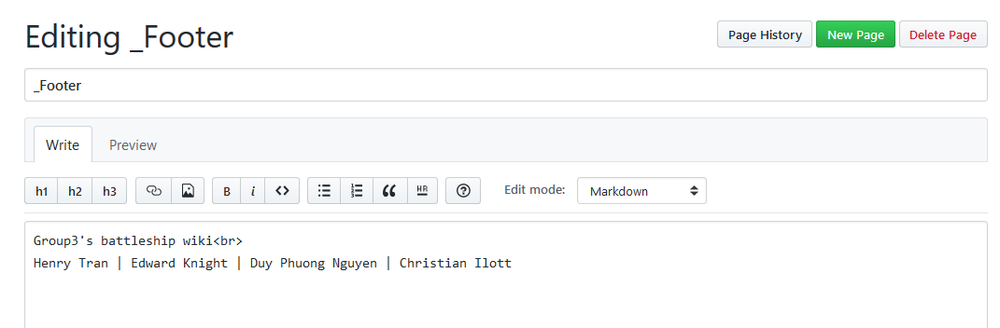 Editing _Footer
Page History
New Page
Delete Page
_Footer
Write
Preview
h1 h2 h3
B i <>
HR
?
Edit mode:
Markdown
Group3's battleship wiki<br>
Henry Tran | Edward Knight | Duy Phuong Nguyen | Christian Ilott